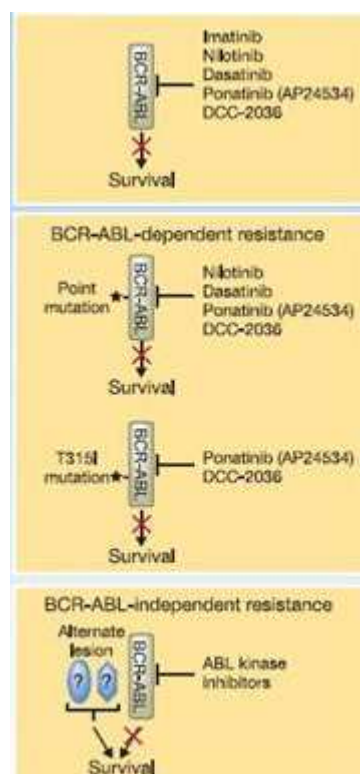 Imatinib
Nilotinib
Dasatinib
Ponatinib (AP24534)
DCC-2036
BCR-ABL
Survival
BCR-ABL-dependent resistance
Point
mutation
BCR-ABL
Nilotinib
Dasatinib
Ponatinib (AP24534)
DCC-2036
Survival
T315I
mutation
BCR-ABL
Ponatinib (AP24534)
DCC-2036
Survival
BCR-ABL-independent resistance
Alternate
lesion
? ?
BCR-ABL
ABL kinase
inhibitors
Survival